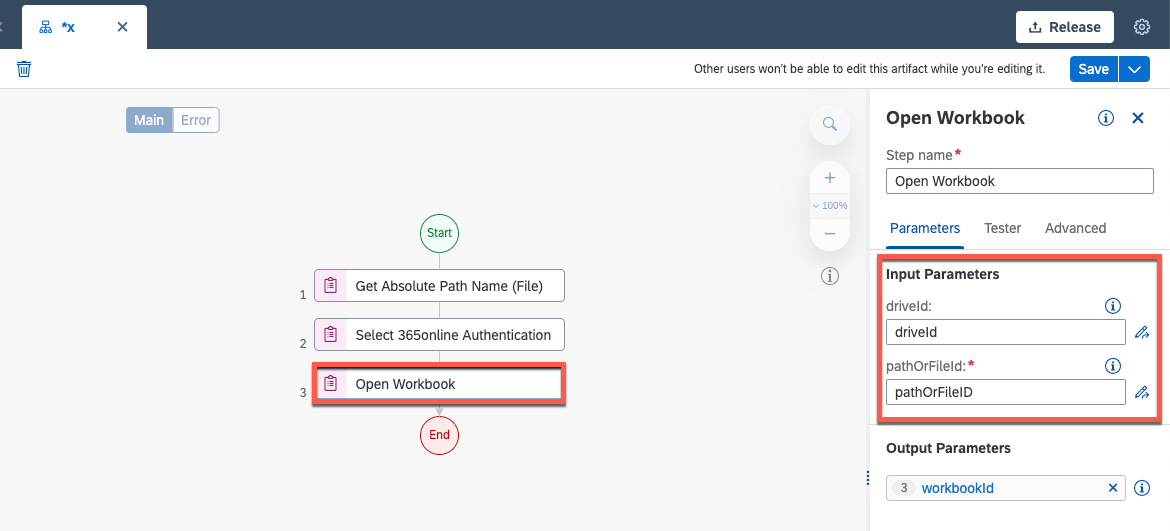 *x
Release
Other users won't be able to edit this artifact while you're editing it.
Save
Main
Error
100%
Start
1
Get Absolute Path Name (File)
2
Select 365online Authentication
3
Open Workbook
End
Open Workbook
Step name*
Open Workbook
Parameters
Tester
Advanced
Input Parameters
driveId:
driveId
pathOrFileId:*
pathOrFileID
Output Parameters
3 workbookId